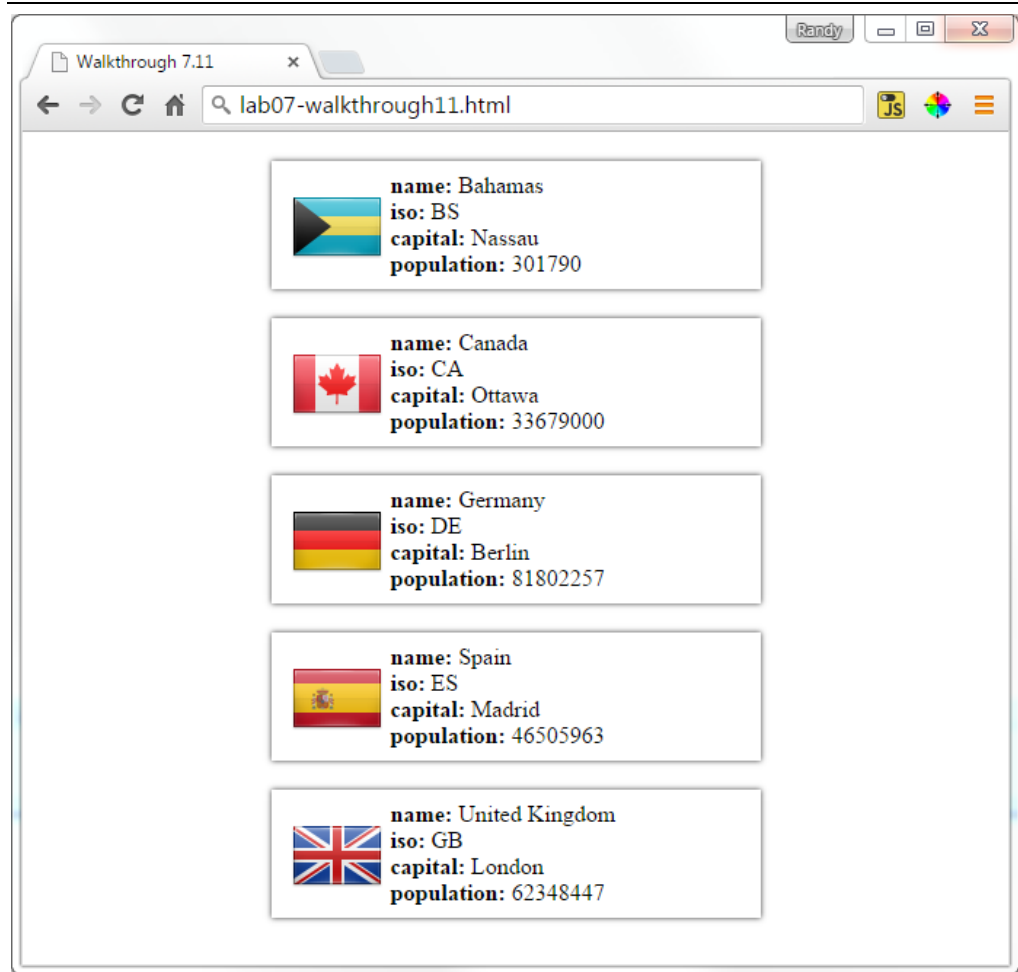 Randy
Walkthrough 7.11
lab07-walkthrough11.html
JS
name: Bahamas
iso: BS
capital: Nassau
population: 301790
name: Canada
iso: CA
capital: Ottawa
population: 33679000
name: Germany
iso: DE
capital: Berlin
population: 81802257
name: Spain
iso: ES
capital: Madrid
population: 46505963
name: United Kingdom
iso: GB
capital: London
population: 62348447